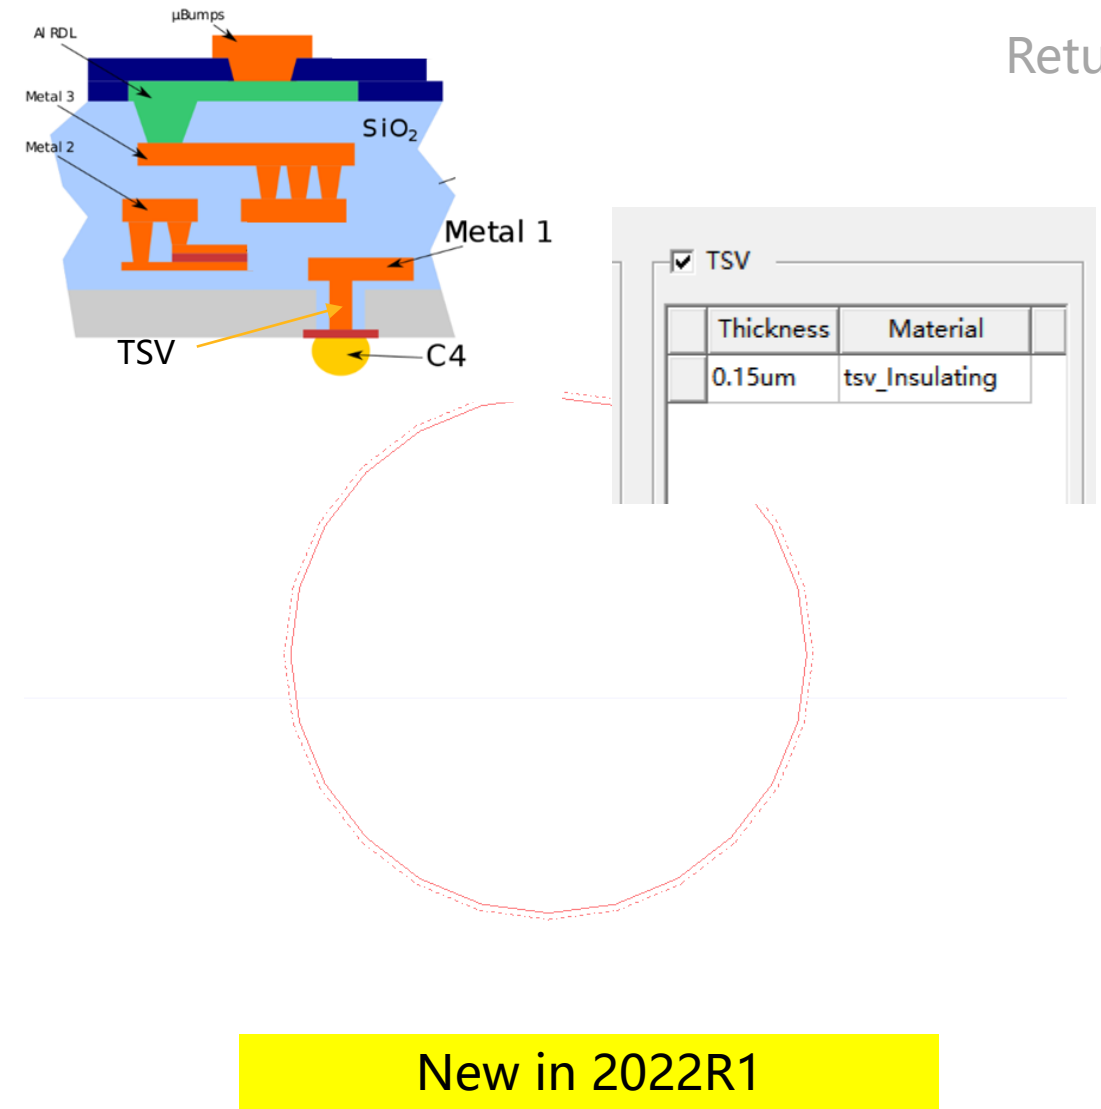 µBumps
Al RDL
Metal 3
SiO2
Metal 2
Metal 1
TSV
C4
TSV
Thickness Material
0.15um tsv_Insulating
New in 2022R1